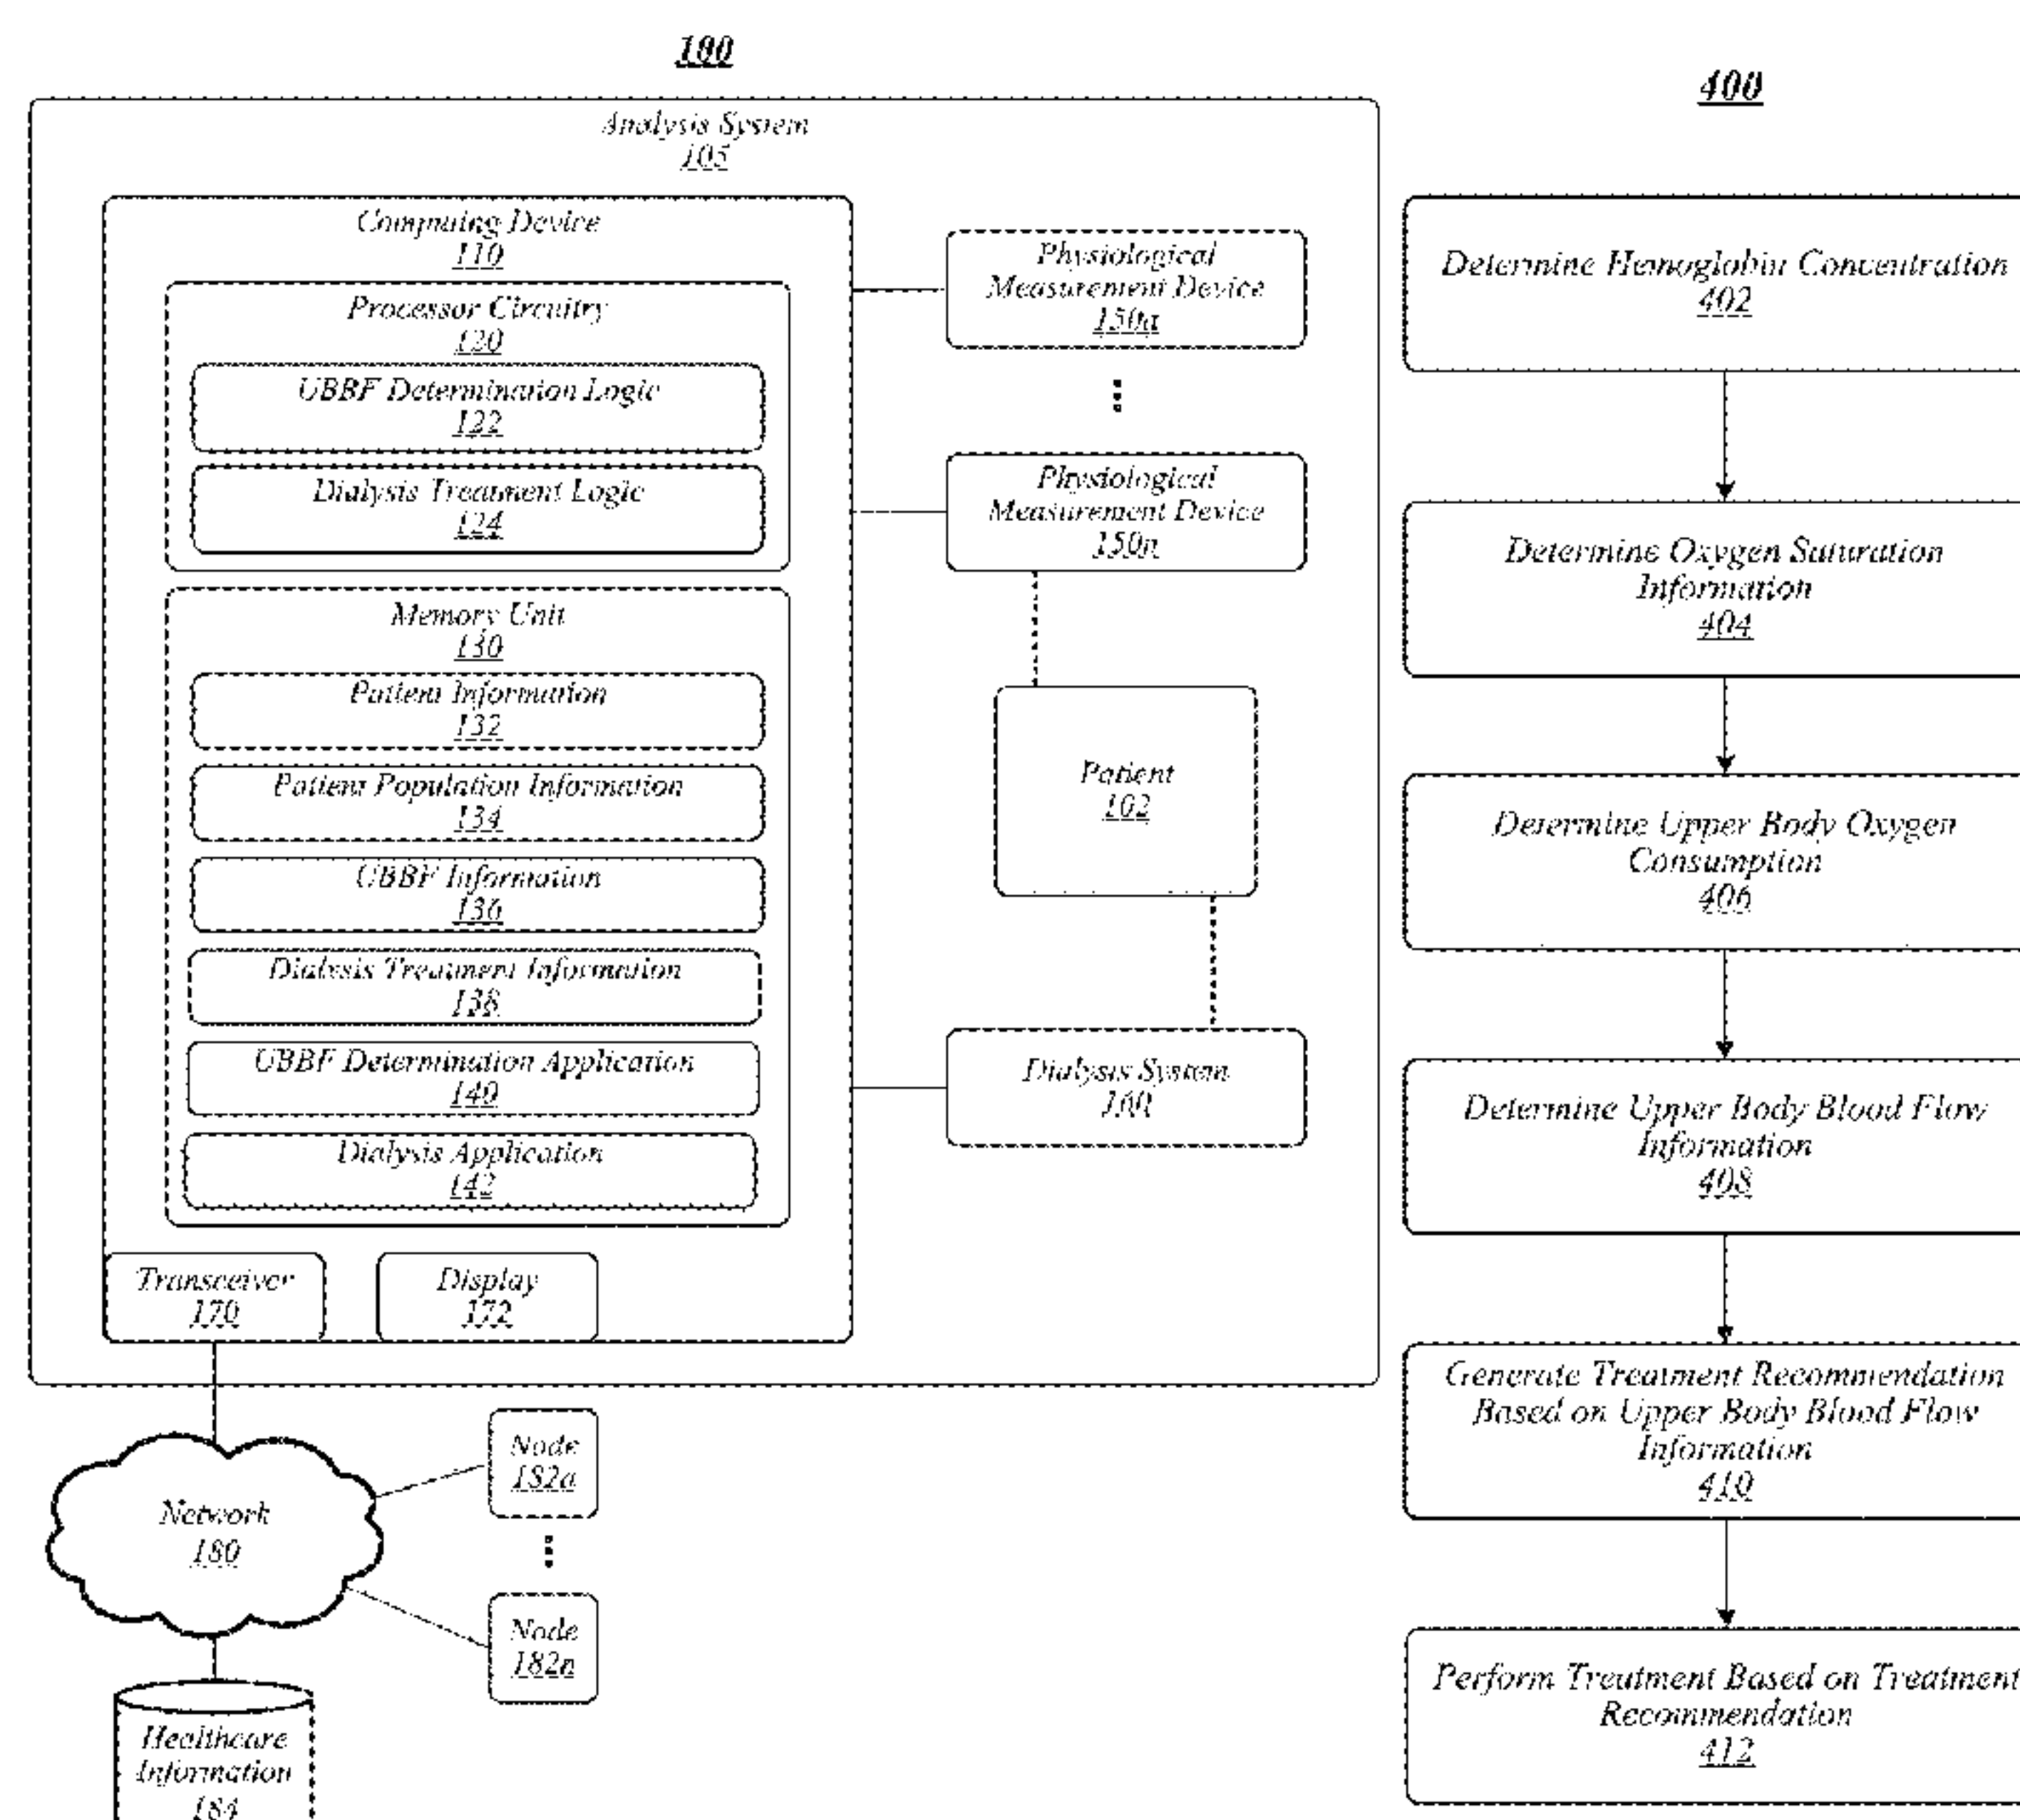 100
Analysis System
105
Computing Device
110
Processor Circuitry
120
UBBF Determination Logic
122
Dialysis Treatment Logic
124
Memory Unit
130
Patient Information
132
Patient Population Information
134
UBBF Information
136
Dialysis Treatment Information
138
UBBF Determination Application
140
Dialysis Application
142
Transceiver
170
Display
172
Physiological
Measurement Device
150a
Physiological
Measurement Device
150n
Patient
102
Dialysis System
160
Network
180
Node
182a
Node
182n
Healthcare
Information
184
400
Determine Hemoglobin Concentration
402
Determine Oxygen Saturation
Information
404
Determine Upper Body Oxygen
Consumption
406
Determine Upper Body Blood Flow
Information
408
Generate Treatment Recommendation
Based on Upper Body Blood Flow
Information
410
Perform Treatment Based on Treatment
Recommendation
412